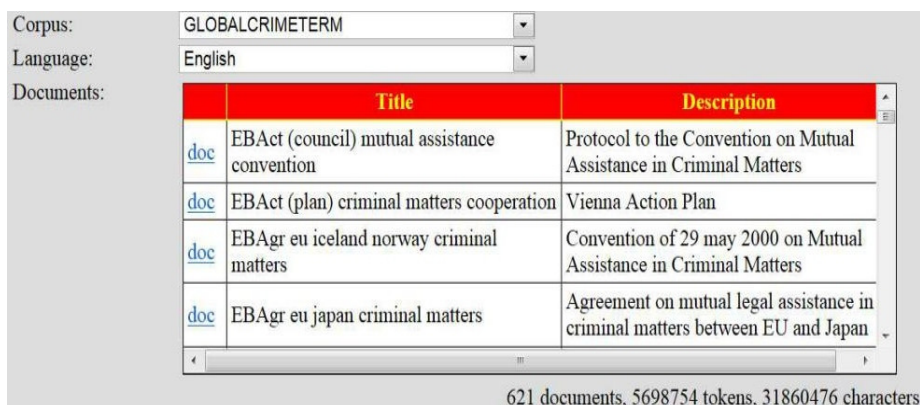 Corpus: GLOBALCRIMETERM
Language: English
Documents:
Title Description
doc EBAct (council) mutual assistance convention Protocol to the Convention on Mutual Assistance in Criminal Matters
doc EBAct (plan) criminal matters cooperation Vienna Action Plan
doc EBAgr eu iceland norway criminal matters Convention of 29 may 2000 on Mutual Assistance in Criminal Matters
doc EBAgr eu japan criminal matters Agreement on mutual legal assistance in criminal matters between EU and Japan
621 documents, 5698754 tokens, 31860476 characters